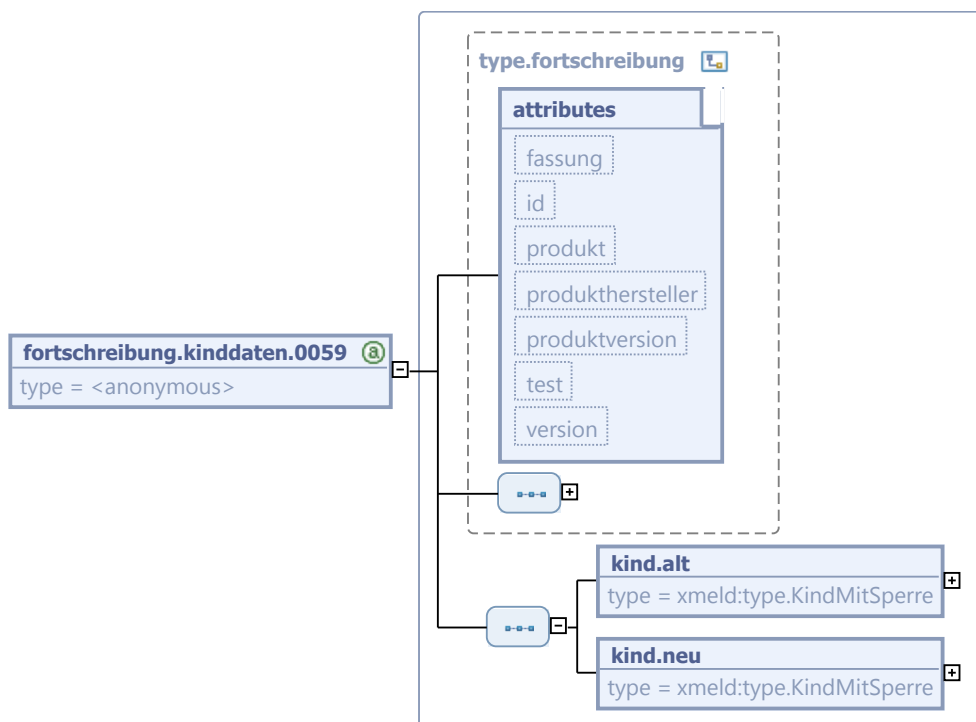 type.fortschreibung
attributes
fassung
id
produkt
produkthersteller
produktversion
test
version
fortschreibung.kinddaten.0059 a
type = <anonymous>
kind.alt
type = xmeld:type.KindMitSperre
kind.neu
type = xmeld:type.KindMitSperre